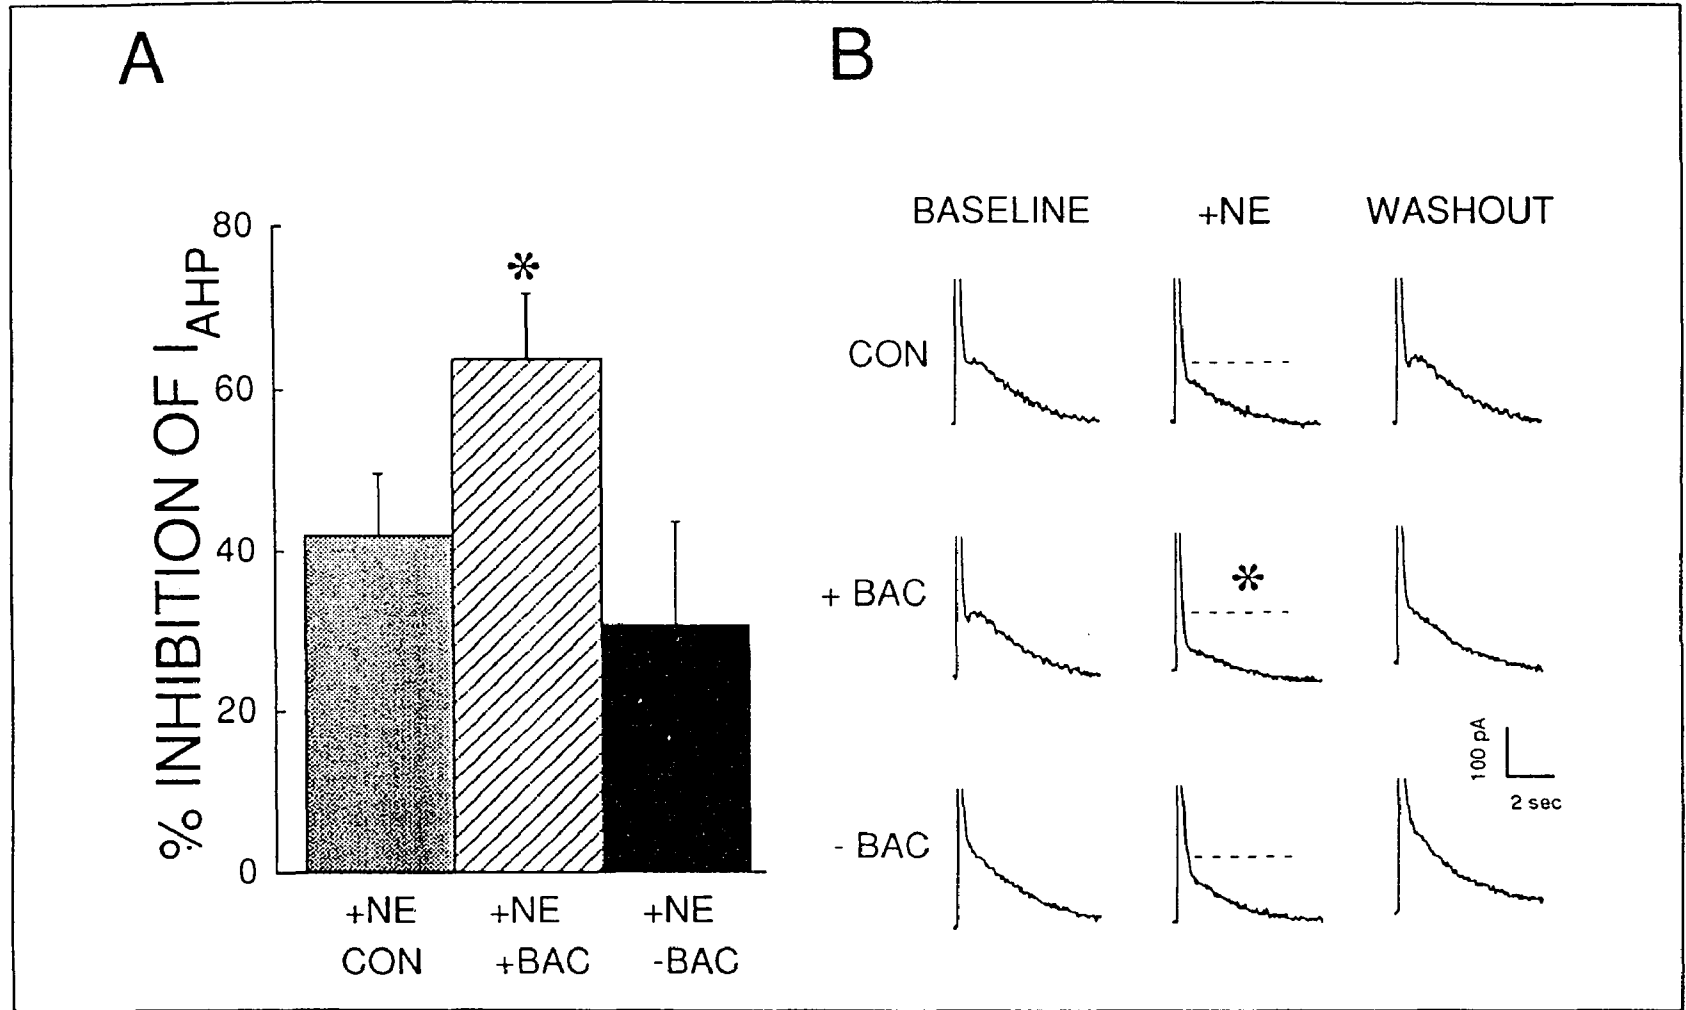 A
B
% INHIBITION OF I AHP
80
60
40
20
0
*
+NE
+NE
+NE
CON
+BAC
-BAC
BASELINE
+NE
WASHOUT
CON
+ BAC
*
- BAC
100 pA
2 sec